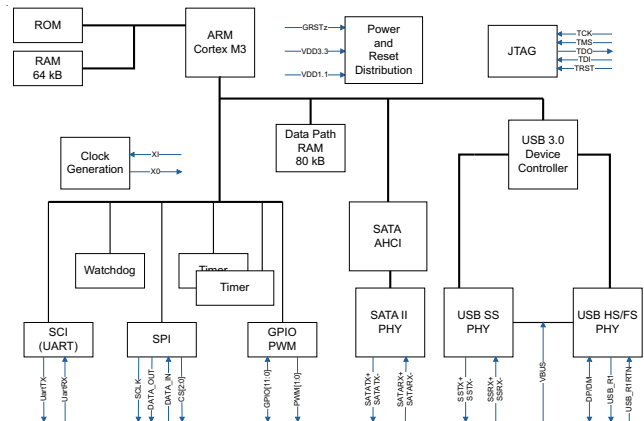 ROM
ARM
Cortex M3
RAM
64 kB
GRSTz
VDD3.3
VDD1.1
Power
and
Reset
Distribution
JTAG
TCK
TMS
TDO
TDI
TRST
Clock
Generation
XI
X0
Data Path
RAM
80 kB
USB 3.0
Device
Controller
SATA
AHCI
Watchdog
Timer
Timer
SCI
(UART)
SPI
GPIO
PWM
SATA II
PHY
USB SS
PHY
USB HS/FS
PHY
UartTX
UartRX
SCLK
DATA_OUT
DATA_IN
CS[2:0]
GPIO[11:0]
PWM[1:0]
SATATX+
SATATX-
SATARX+
SATARX-
SSTX+
SSTX-
SSRX+
SSRX-
VBUS
DP/DM
USB_R1
USB_R1RTN